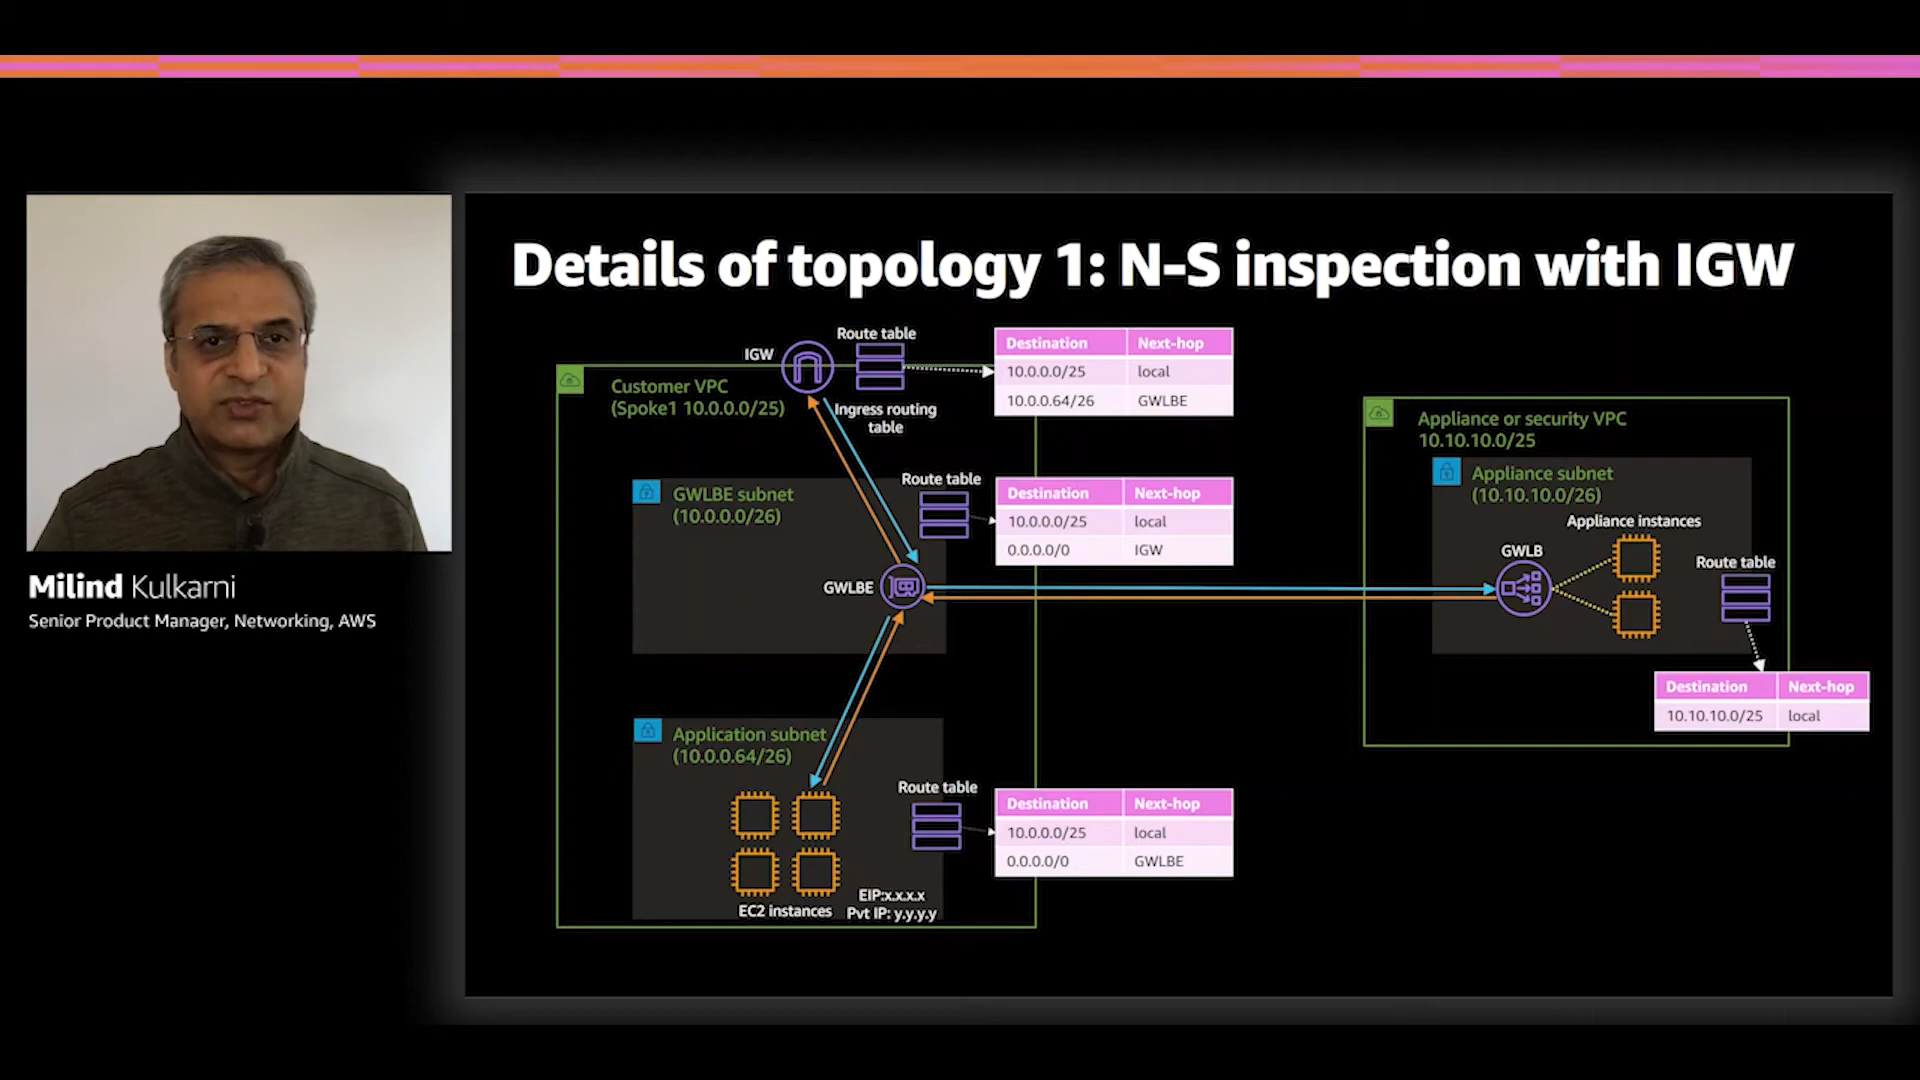 Details of topology 1: N-S inspection with IGW
Milind Kulkarni
Senior Product Manager, Networking, AWS
IGW
Route table
Ingress routing
table
Destination Next-hop
10.0.0.0/25 local
10.0.0.64/26 GWLBE
Customer VPC
(Spoke1 10.0.0.0/25)
GWLBE subnet
(10.0.0.0/26)
Route table
Destination Next-hop
10.0.0.0/25 local
0.0.0.0/0 IGW
GWLBE
Application subnet
(10.0.0.64/26)
EC2 instances
EIP:x.x.x.x
Pvt IP: y.y.y.y
Route table
Destination Next-hop
10.0.0.0/25 local
0.0.0.0/0 GWLBE
Appliance or security VPC
10.10.10.0/25
Appliance subnet
(10.10.10.0/26)
Appliance instances
GWLB
Route table
Destination Next-hop
10.10.10.0/25 local